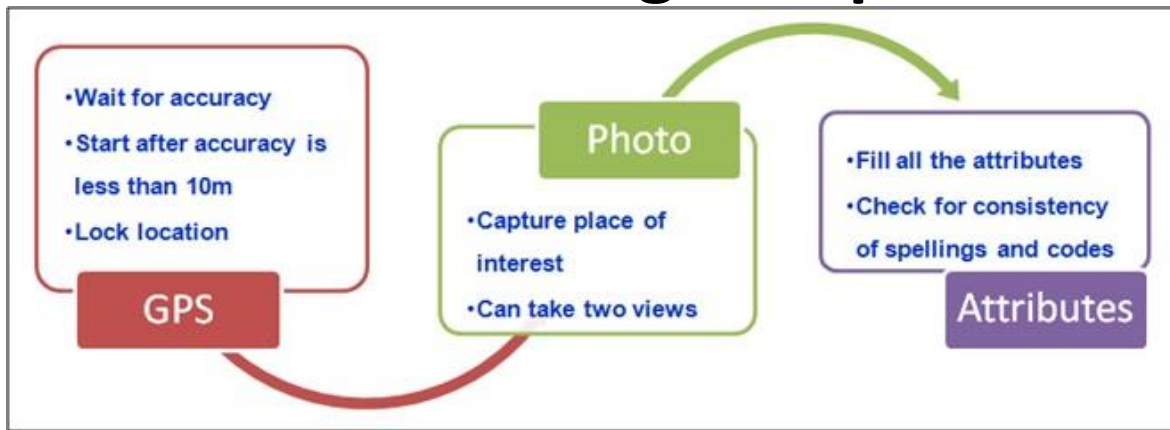 •Wait for accuracy
•Start after accuracy is
less than 10m
•Lock location
GPS
Photo
•Capture place of
interest
•Can take two views
•Fill all the attributes
•Check for consistency
of spellings and codes
Attributes